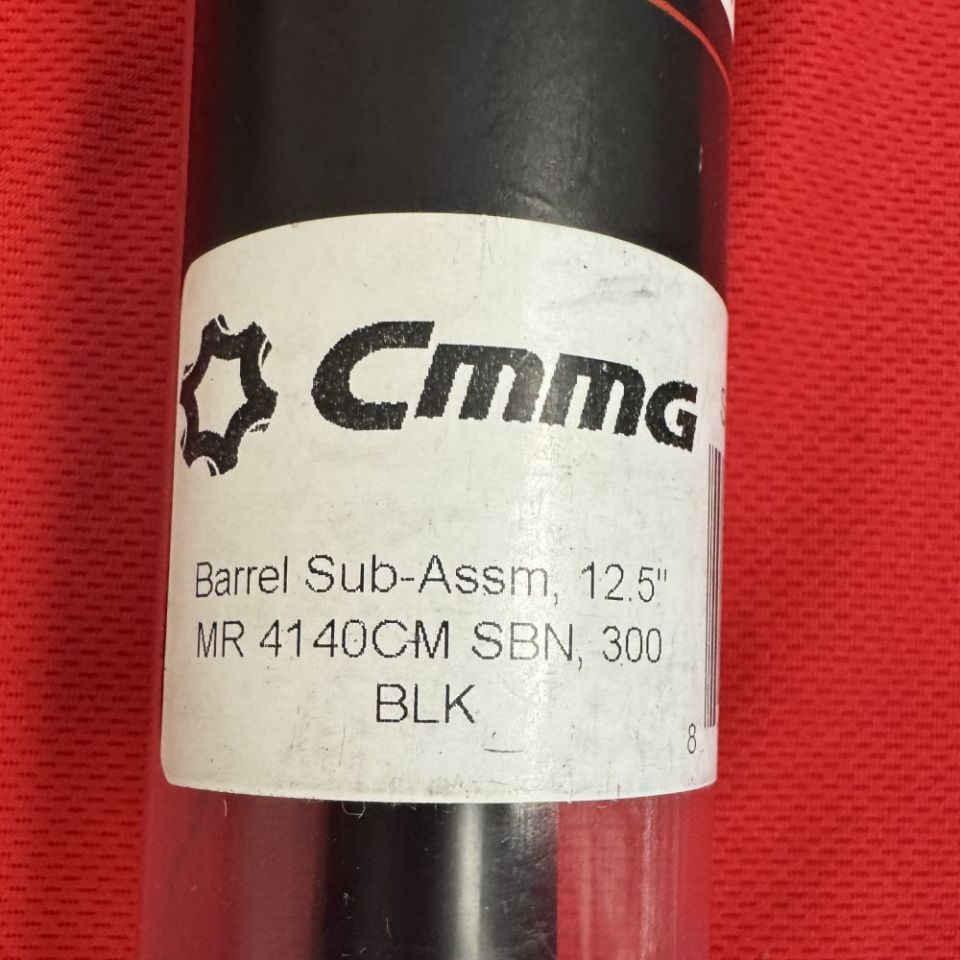 CMMG
Barrel Sub-Assm, 12.5"
MR 4140CM SBN, 300
BLK
8